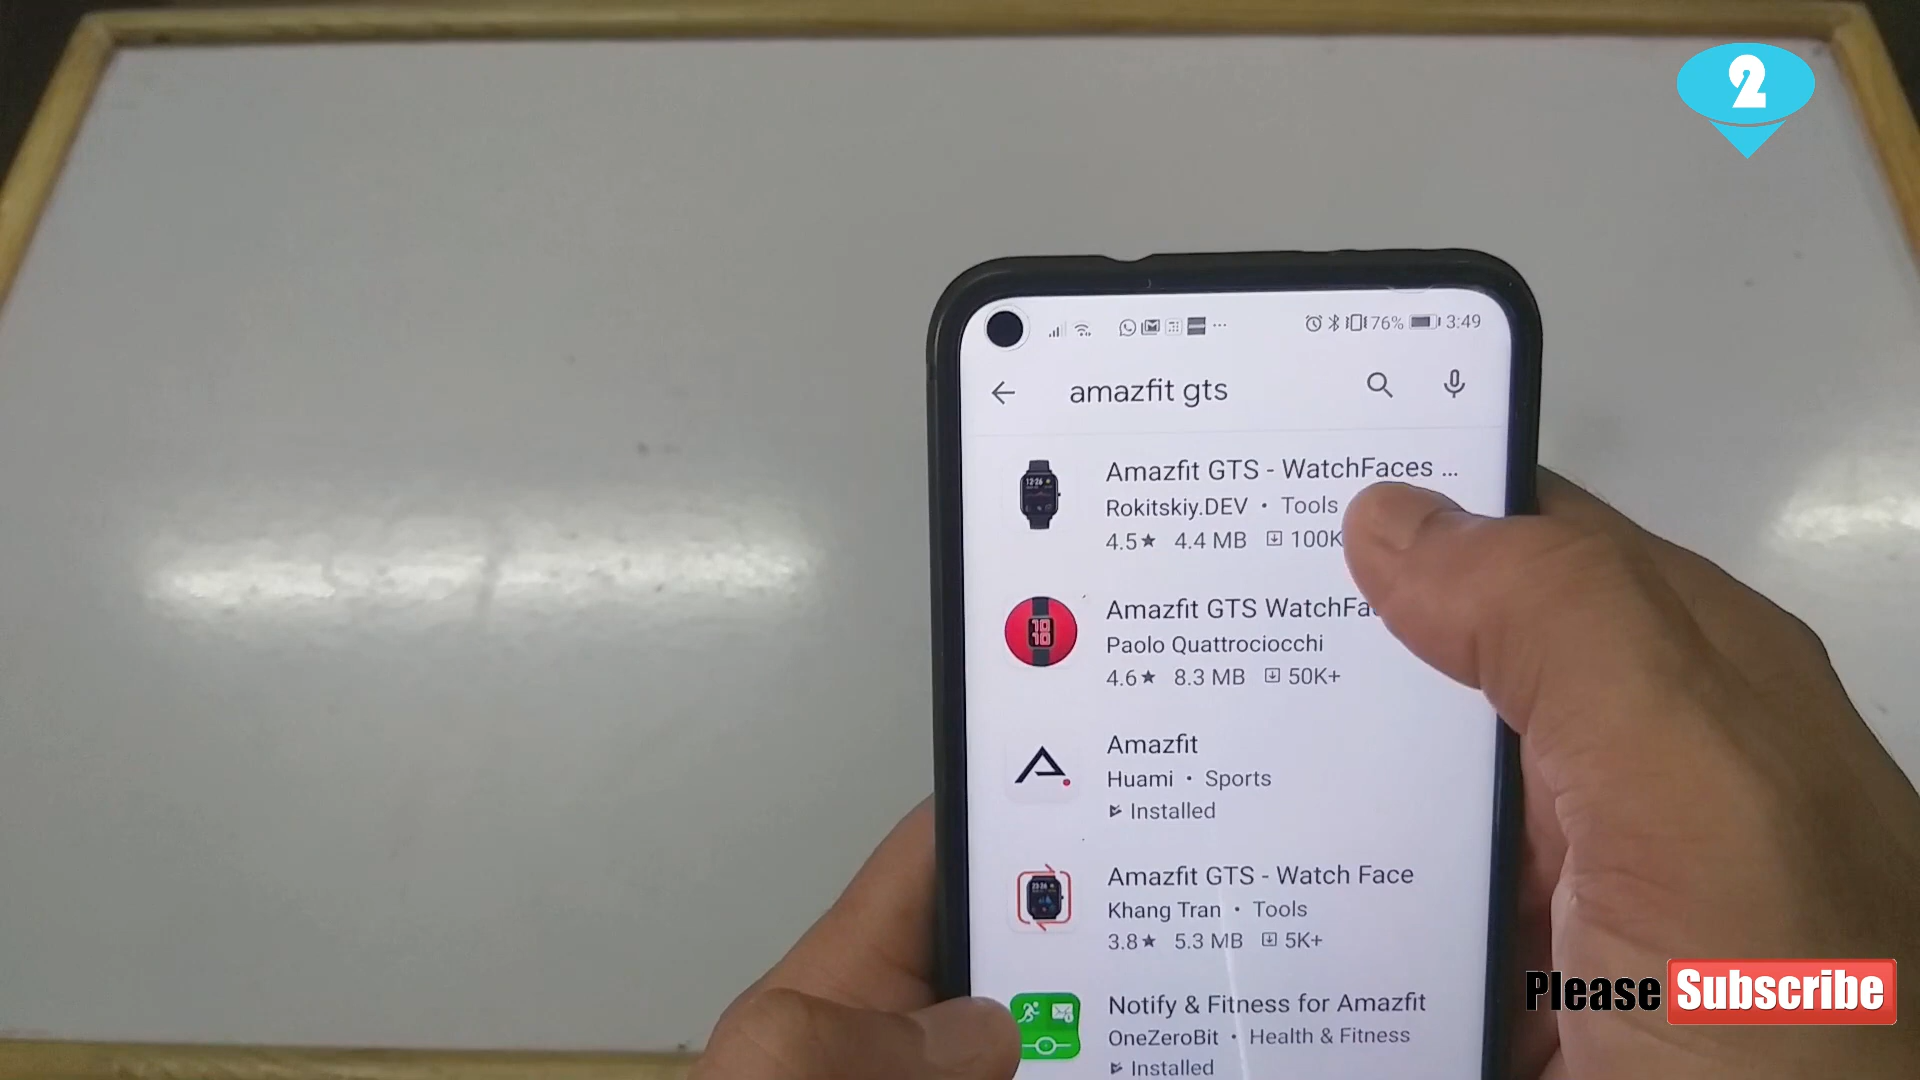 2
76% 3:49
amazfit gts
Amazfit GTS - WatchFaces ...
Rokitskiy.DEV • Tools
4.5★ 4.4 MB 100K
Amazfit GTS WatchFa
Paolo Quattrociocchi
4.6★ 8.3 MB 50K+
Amazfit
Huami • Sports
Installed
Amazfit GTS - Watch Face
Khang Tran • Tools
3.8★ 5.3 MB 5K+
Notify & Fitness for Amazfit
OneZeroBit • Health & Fitness
Installed
Please Subscribe